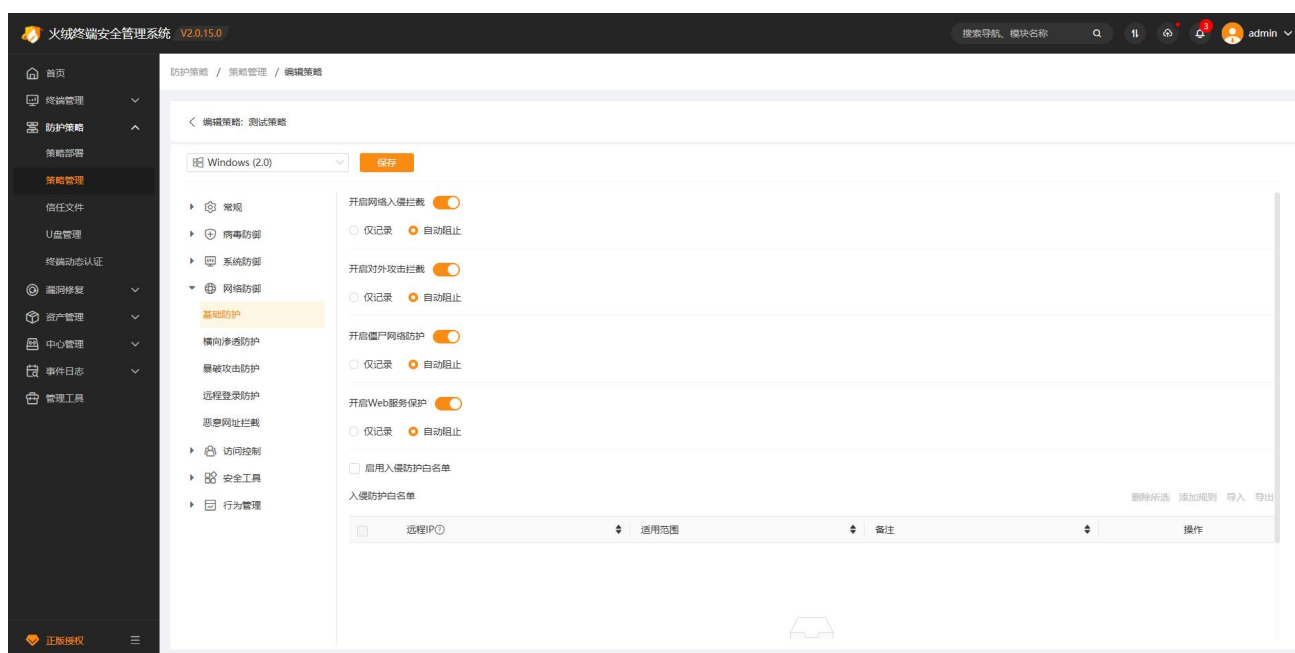 火绒终端安全管理系统 V2.0.15.0
搜索导航、模块名称
3
admin
首页
终端管理
防护策略
策略部署
策略管理
信任文件
U盘管理
终端动态认证
漏洞修复
资产管理
中心管理
事件日志
管理工具
正版授权
防护策略 / 策略管理 / 编辑策略
编辑策略: 测试策略
Windows (2.0)
保存
常规
病毒防御
系统防御
网络防御
基础防护
横向渗透防护
暴破攻击防护
远程登录防护
恶意网址拦截
访问控制
安全工具
行为管理
开启网络入侵拦截
仅记录 自动阻止
开启对外攻击拦截
仅记录 自动阻止
开启僵尸网络防护
仅记录 自动阻止
开启Web服务保护
仅记录 自动阻止
启用入侵防护白名单
入侵防护白名单
删除所选 添加规则 导入 导出
远程IP 适用范围 备注 操作